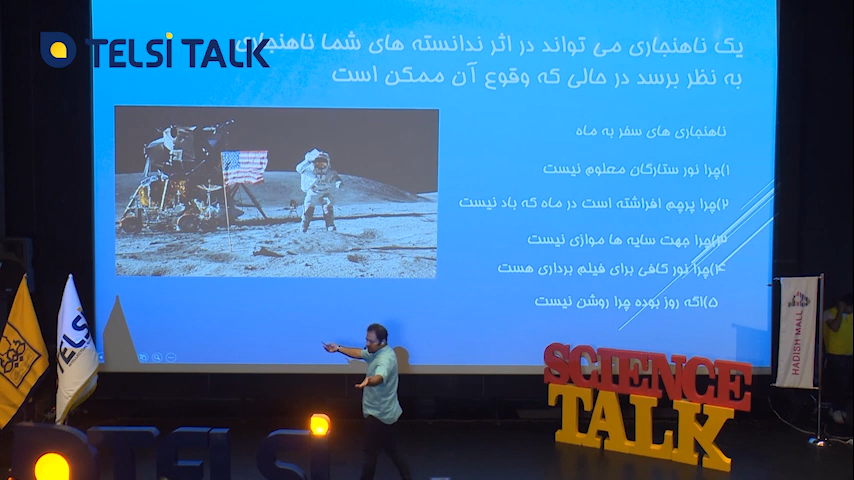 TELSI TALK
یک ناهنجاری می تواند در اثر ندانسته های شما ناهنجاری
به نظر برسد در حالی که وقوع آن ممکن است
ناهنجاری های سفر به ماه
۱)چرا نور ستارگان معلوم نیست
۲)چرا پرچم افراشته است در ماه که باد نیست
۳)چرا جهت سایه ها موازی نیست
۴)چرا نور کافی برای فیلم برداری هست
۵)اگه روز بوده چرا روشن نیست
TELSI
HADISH MALL
SCIENCE
TALK
TELSI